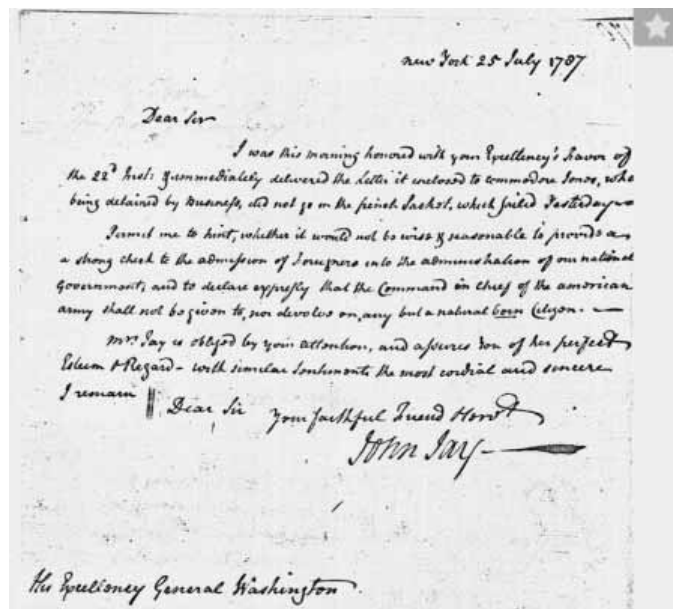 new York 25 July 1787
Dear Sir
I was this morning honored with your Excellency's Favor of
the 22d Inst: & immediately delivered the Letter it enclosed to commodore Jones, who
being detained by Business, did not go in the french Packet, which sailed Yesterday.
Permit me to hint, whether it would not be wise & seasonable to provide a
a strong check to the admission of Foreigners into the administration of our national
Government; and to declare expressly that the Command in chief of the american
army shall not be given to, nor devolve on, any but a natural born Citizen.
Mrs. Jay is obliged by your attention, and assures You of her perfect
Esteem & Regard - with similar Sentiments the most cordial and sincere
I remain || Dear Sir Your faithful Friend & Servt
John Jay
His Excellency General Washington